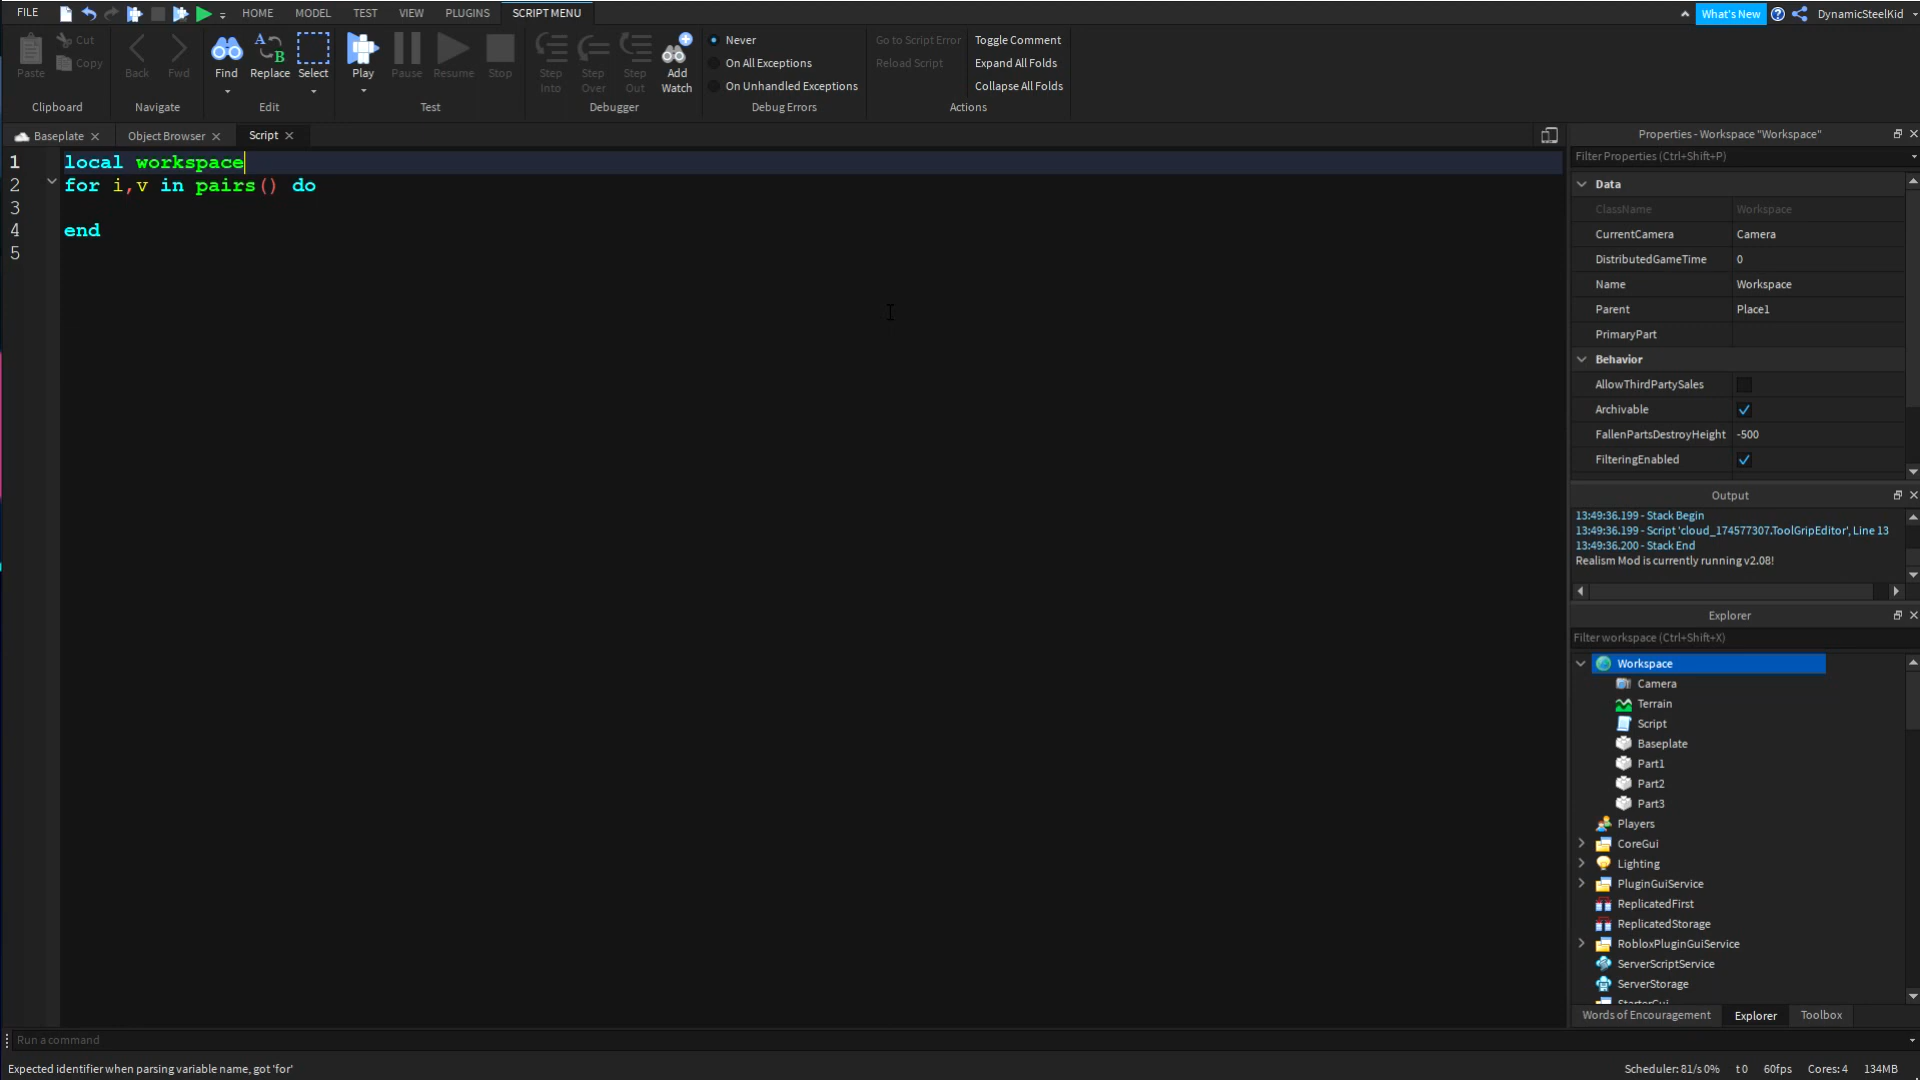 FILE HOME MODEL TEST VIEW PLUGINS SCRIPT MENU What's New DynamicSteelKid
Paste Cut Copy Back Fwd Find Replace Select Play Pause Resume Stop Step Into Step Over Step Out Add Watch
Never
On All Exceptions
On Unhandled Exceptions
Go to Script Error
Reload Script
Toggle Comment
Expand All Folds
Collapse All Folds
Clipboard Navigate Edit Test Debugger Debug Errors Actions
Baseplate Object Browser Script
1 local workspace
2 for i,v in pairs() do
3
4 end
5
Properties - Workspace "Workspace"
Filter Properties (Ctrl+Shift+P)
Data
ClassName Workspace
CurrentCamera Camera
DistributedGameTime 0
Name Workspace
Parent Place1
PrimaryPart
Behavior
AllowThirdPartySales
Archivable
FallenPartsDestroyHeight -500
FilteringEnabled
Output
13:49:36.199 - Stack Begin
13:49:36.199 - Script 'cloud_174577307.ToolGripEditor', Line 13
13:49:36.200 - Stack End
Realism Mod is currently running v2.08!
Explorer
Filter workspace (Ctrl+Shift+X)
Workspace
Camera
Terrain
Script
Baseplate
Part1
Part2
Part3
Players
CoreGui
Lighting
PluginGuiService
ReplicatedFirst
ReplicatedStorage
RobloxPluginGuiService
ServerScriptService
ServerStorage
StarterGui
Words of Encouragement Explorer Toolbox
Run a command
Expected identifier when parsing variable name, got 'for'
Scheduler: 81/s 0% t 0 60fps Cores: 4 134MB